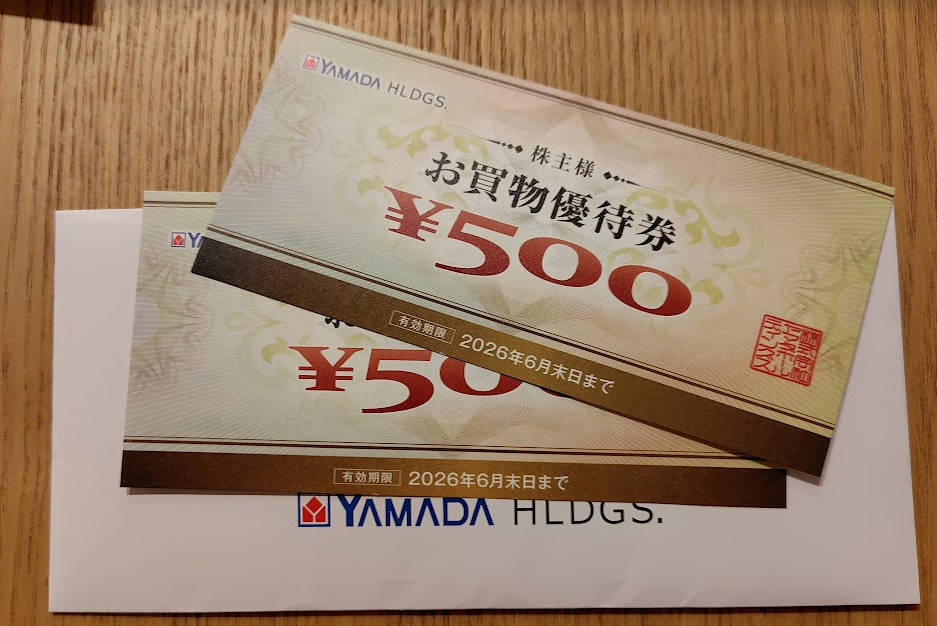 YAMADA HLDGS.
株主様
お買物優待券
¥500
有効期限 2026年6月末日まで
¥50
有効期限 2026年6月末日まで
YAMADA HLDGS.